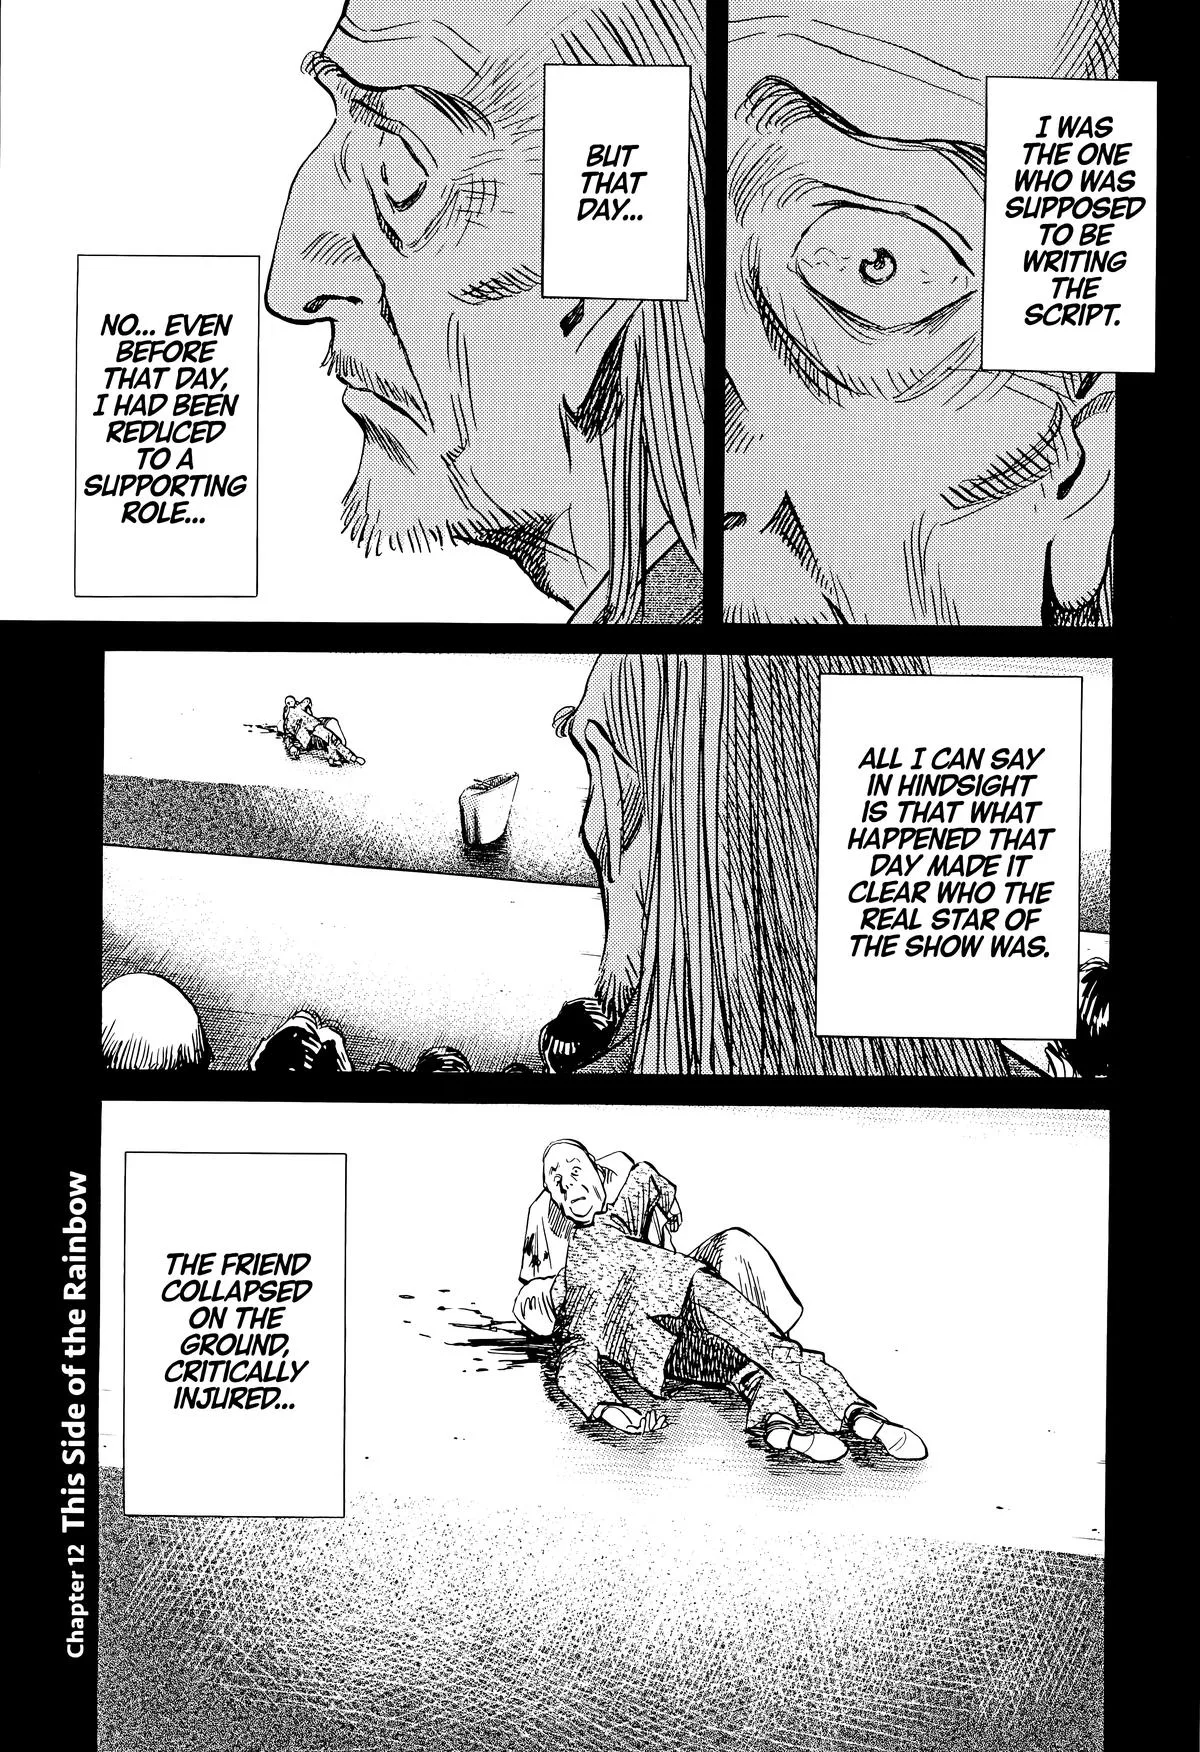 I WAS
THE ONE
WHO WAS
SUPPOSED
TO BE
WRITING
THE
SCRIPT.
BUT
THAT
DAY...
NO... EVEN
BEFORE
THAT DAY,
I HAD BEEN
REDUCED
TO A
SUPPORTING
ROLE...
ALL I CAN SAY
IN HINDSIGHT
IS THAT WHAT
HAPPENED THAT
DAY MADE IT
CLEAR WHO THE
REAL STAR OF
THE SHOW WAS.
THE FRIEND
COLLAPSED
ON THE
GROUND,
CRITICALLY
INJURED...
Chapter 12 This Side of the Rainbow